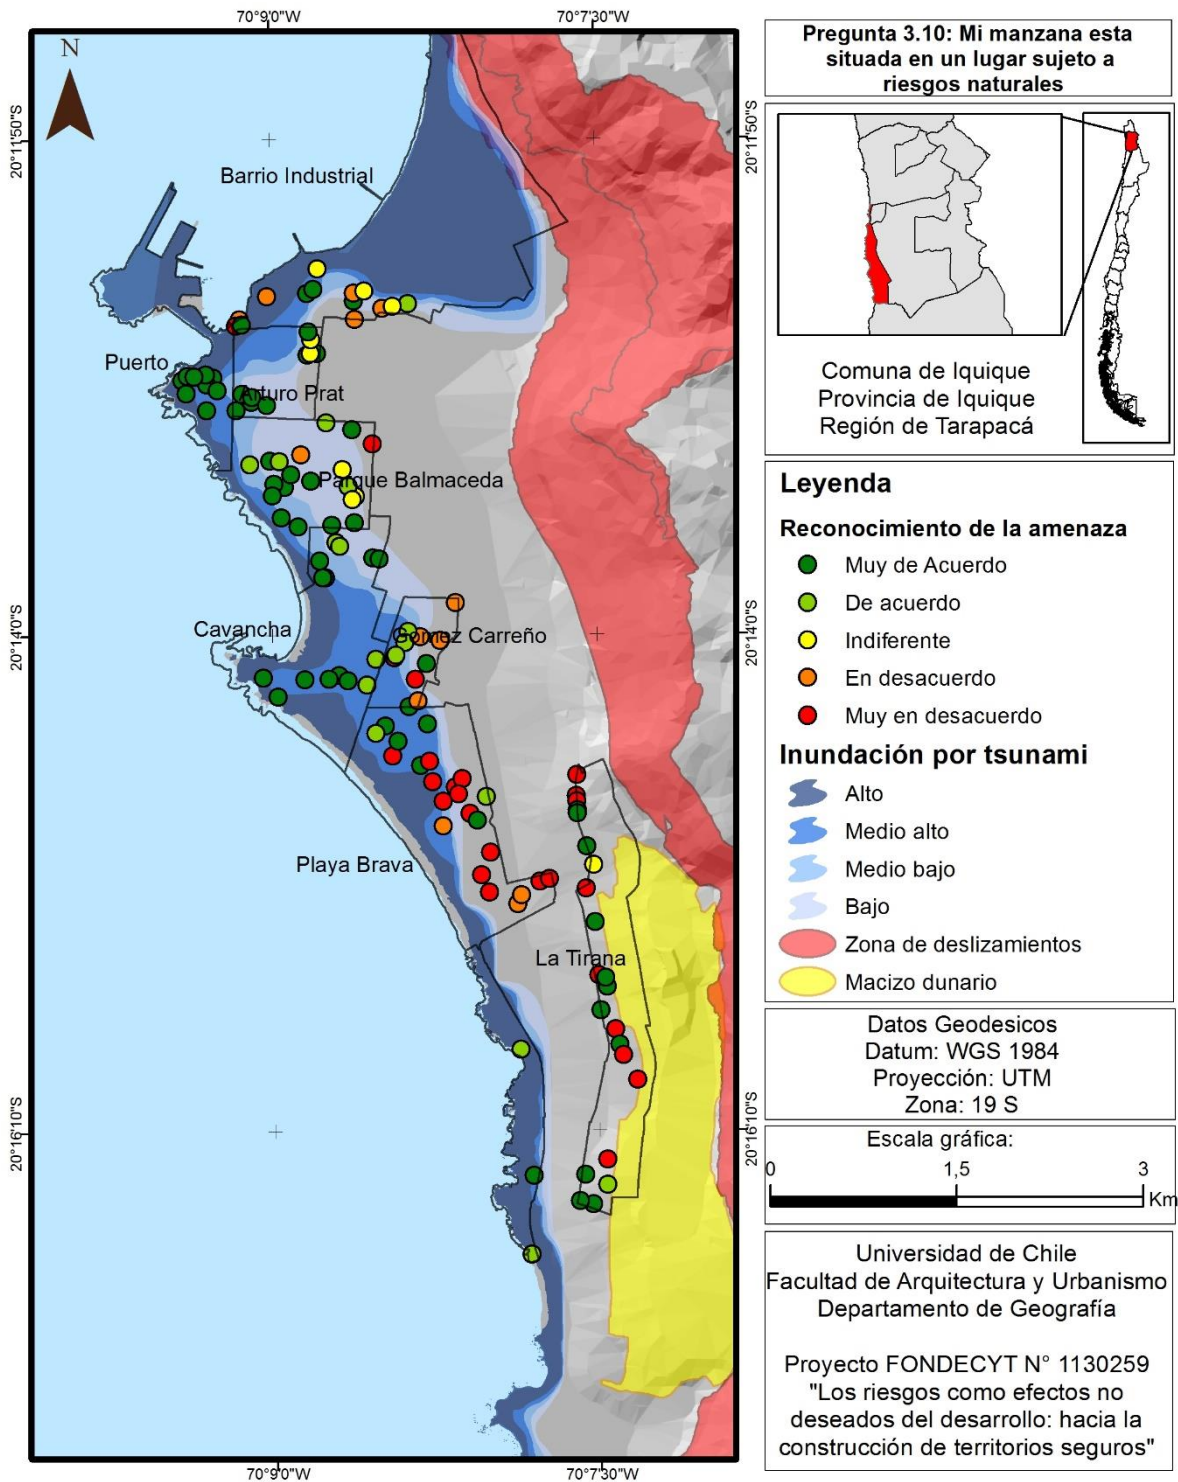 70°9'0"W
70°7'30"W
N
20°11'50"S
20°11'50"S
Barrio Industrial
Puerto
Arturo Prat
Parque Balmaceda
20°14'0"S
20°14'0"S
Cavancha
Gomez Carreño
Playa Brava
La Tirana
20°16'10"S
20°16'10"S
70°9'0"W
70°7'30"W
Pregunta 3.10: Mi manzana esta
situada en un lugar sujeto a
riesgos naturales
Comuna de Iquique
Provincia de Iquique
Región de Tarapacá
Leyenda
Reconocimiento de la amenaza
Muy de Acuerdo
De acuerdo
Indiferente
En desacuerdo
Muy en desacuerdo
Inundación por tsunami
Alto
Medio alto
Medio bajo
Bajo
Zona de deslizamientos
Macizo dunario
Datos Geodesicos
Datum: WGS 1984
Proyección: UTM
Zona: 19 S
Escala gráfica:
0 1,5 3
Km
Universidad de Chile
Facultad de Arquitectura y Urbanismo
Departamento de Geografía
Proyecto FONDECYT N° 1130259
"Los riesgos como efectos no
deseados del desarrollo: hacia la
construcción de territorios seguros"